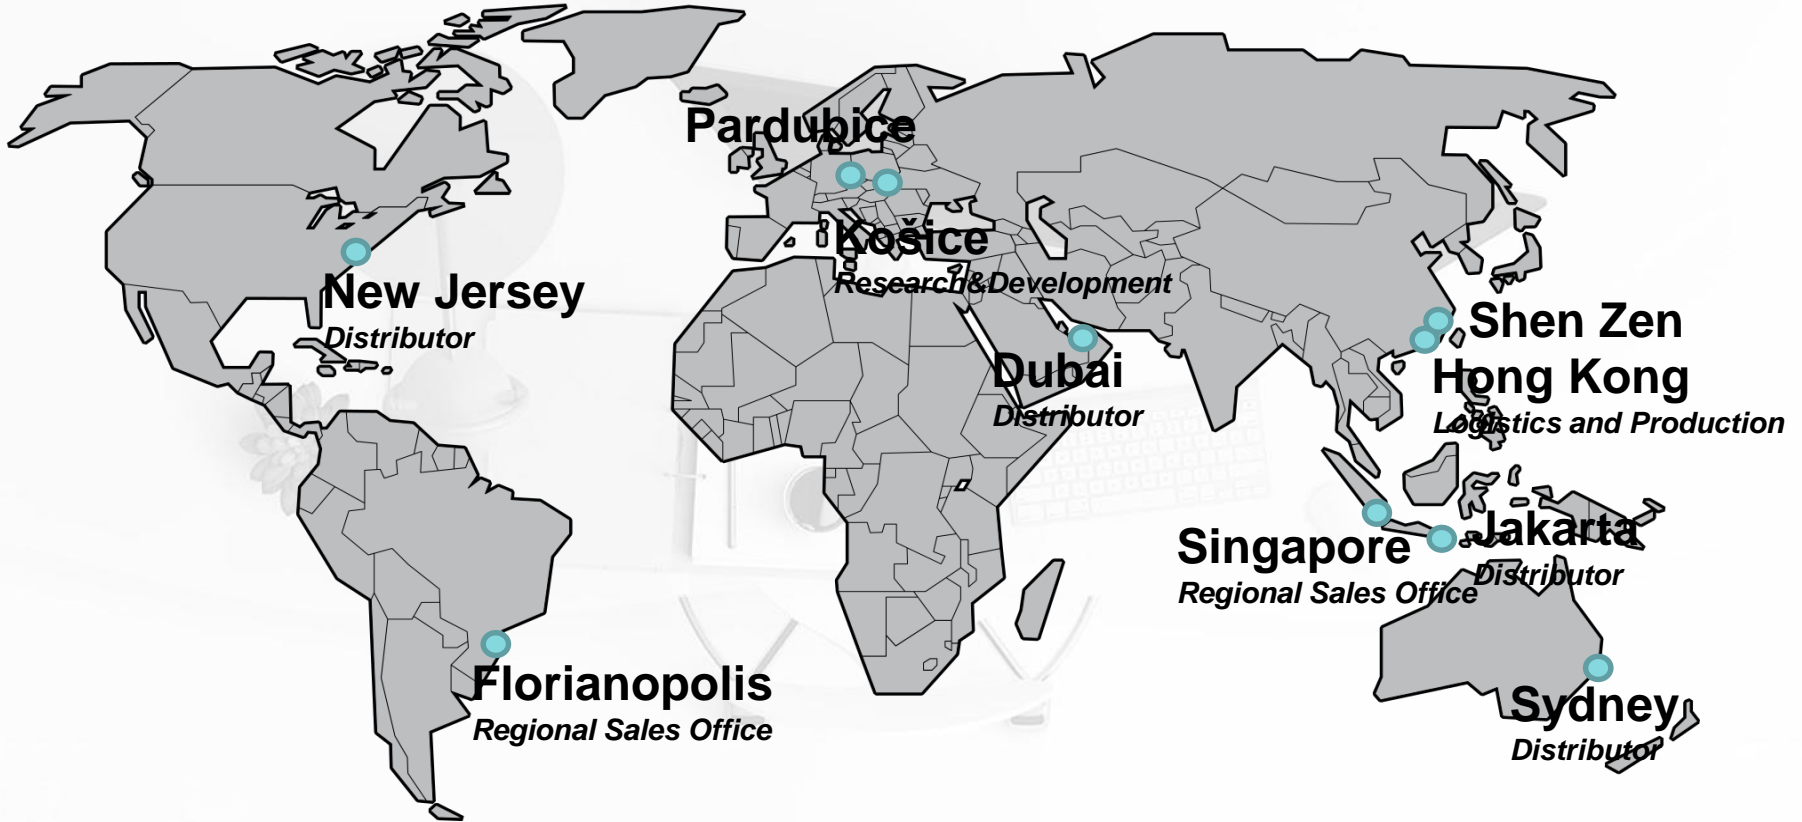 Pardubice
Košice
Research&Development
New Jersey
Distributor
Shen Zen
Hong Kong
Logistics and Production
Dubai
Distributor
Singapore
Regional Sales Office
Jakarta
Distributor
Florianopolis
Regional Sales Office
Sydney
Distributor